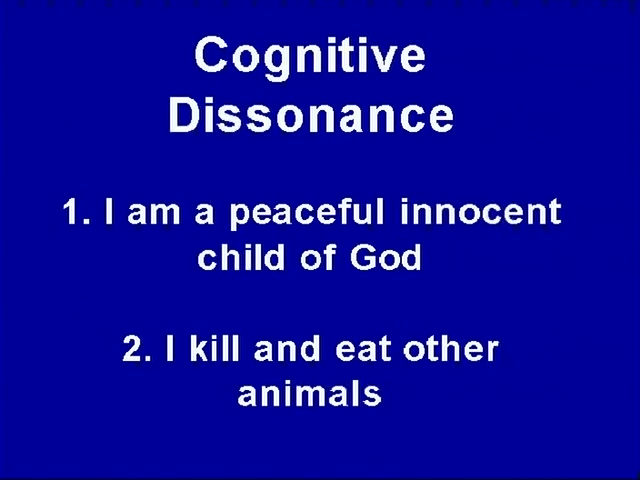 Cognitive
Dissonance
1. I am a peaceful innocent
child of God
2. I kill and eat other
animals